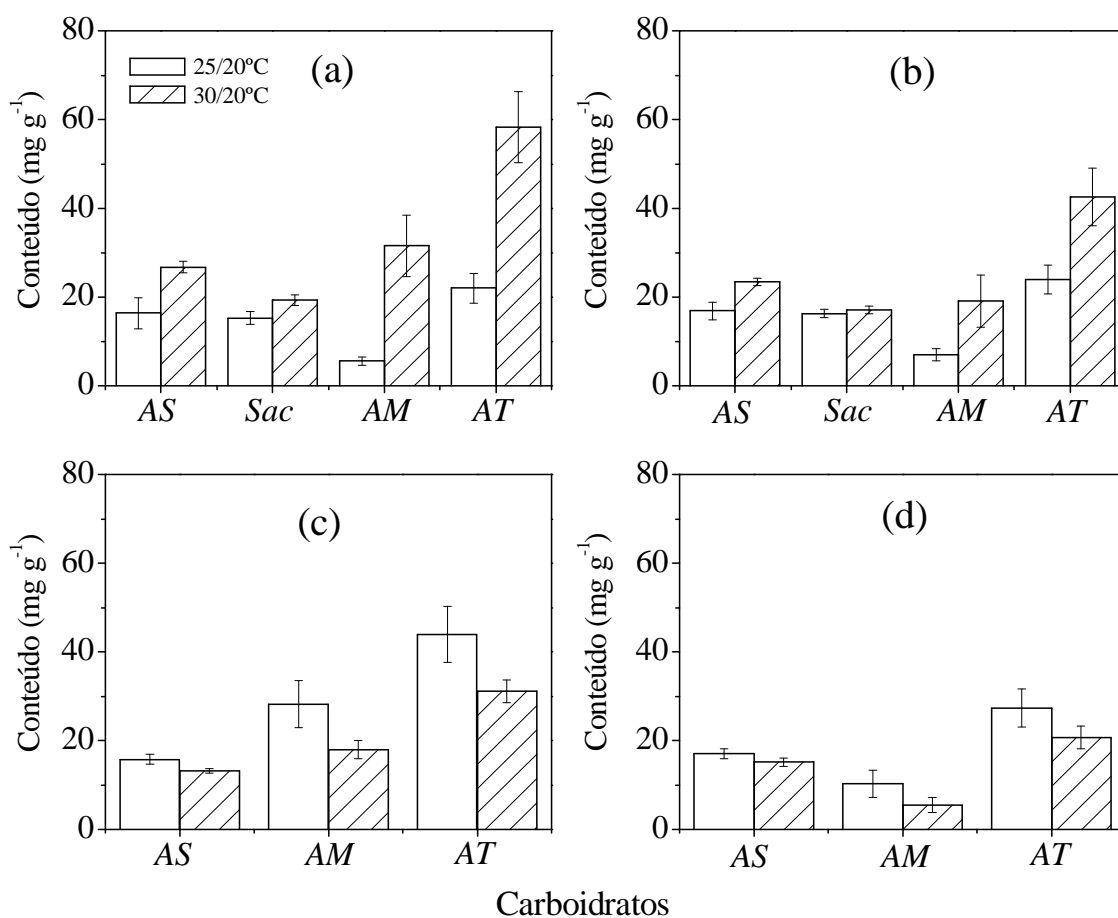 80
60
40
20
0
Conteúdo (mg g-1)
25/20ºC
30/20ºC
(a)
AS Sac AM AT
80
60
40
20
0
Conteúdo (mg g-1)
(b)
AS Sac AM AT
80
60
40
20
0
Conteúdo (mg g-1)
(c)
AS AM AT
80
60
40
20
0
Conteúdo (mg g-1)
(d)
AS AM AT
Carboidratos